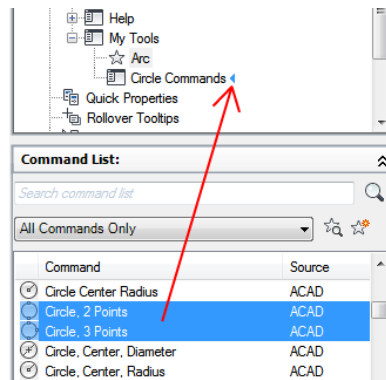 Help
My Tools
Arc
Circle Commands
Quick Properties
Rollover Tooltips
Command List:
Search command list
All Commands Only
Command Source
Circle Center Radius ACAD
Circle, 2 Points ACAD
Circle, 3 Points ACAD
Circle, Center, Diameter ACAD
Circle, Center, Radius ACAD